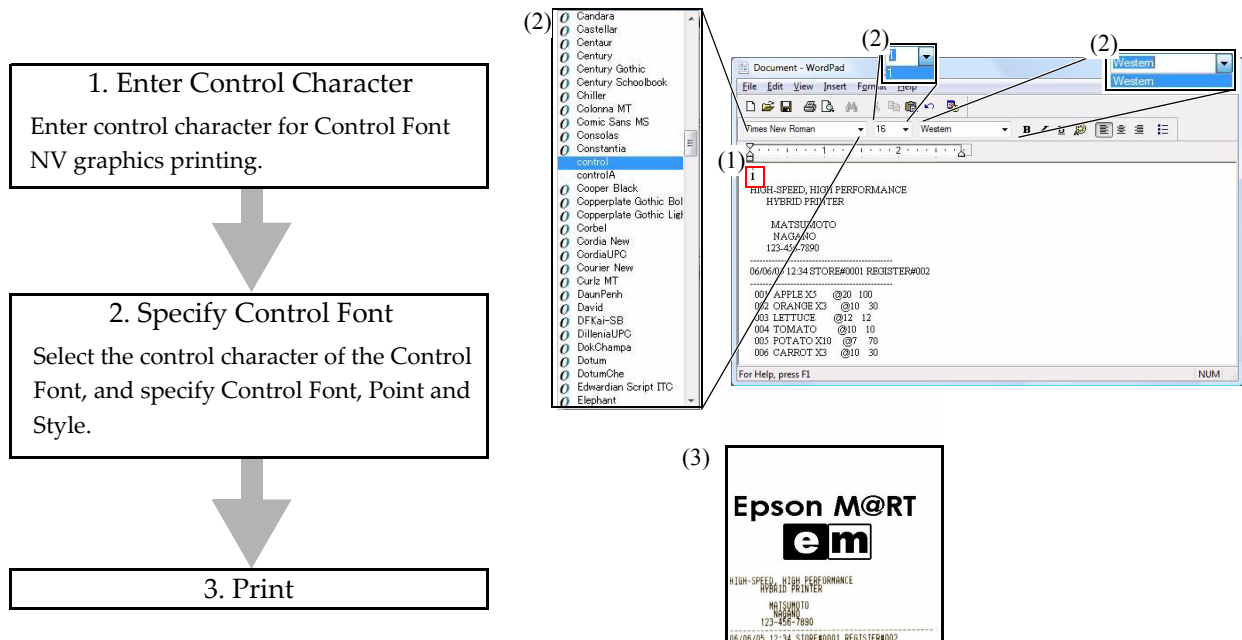 1. Enter Control Character
Enter control character for Control Font
NV graphics printing.
2. Specify Control Font
Select the control character of the Control
Font, and specify Control Font, Point and
Style.
3. Print
(2)
Candara
Castellar
Centaur
Century
Century Gothic
Century Schoolbook
Chiller
Colonna MT
Comic Sans MS
Consolas
Constantia
control
controlA
Cooper Black
Copperplate Gothic Bol
Copperplate Gothic Ligh
Corbel
Cordia New
CordiaUPC
Courier New
Curlz MT
DaunPenh
David
DFKai-SB
DilleniaUPC
DokChampa
Dotum
DotumChe
Edwardian Script ITC
Elephant
(2)
1
1
(2)
Western
Western
Document - WordPad
File Edit View Insert Format Help
Times New Roman 16 Western B I U
1 2
(1)
1
HIGH-SPEED, HIGH PERFORMANCE
HYBRID PRINTER
MATSUMOTO
NAGANO
123-456-7890
----------------------------------------
06/06/05 12:34 STORE#0001 REGISTER#002
----------------------------------------
001 APPLE X5 @20 100
002 ORANGE X3 @10 30
003 LETTUCE @12 12
004 TOMATO @10 10
005 POTATO X10 @7 70
006 CARROT X3 @10 30
For Help, press F1 NUM
(3)
Epson M@RT
em
HIGH-SPEED, HIGH PERFORMANCE
HYBRID PRINTER
MATSUMOTO
NAGANO
123-456-7890
----------------------------------------
06/06/05 12:34 STORE#0001 REGISTER#002